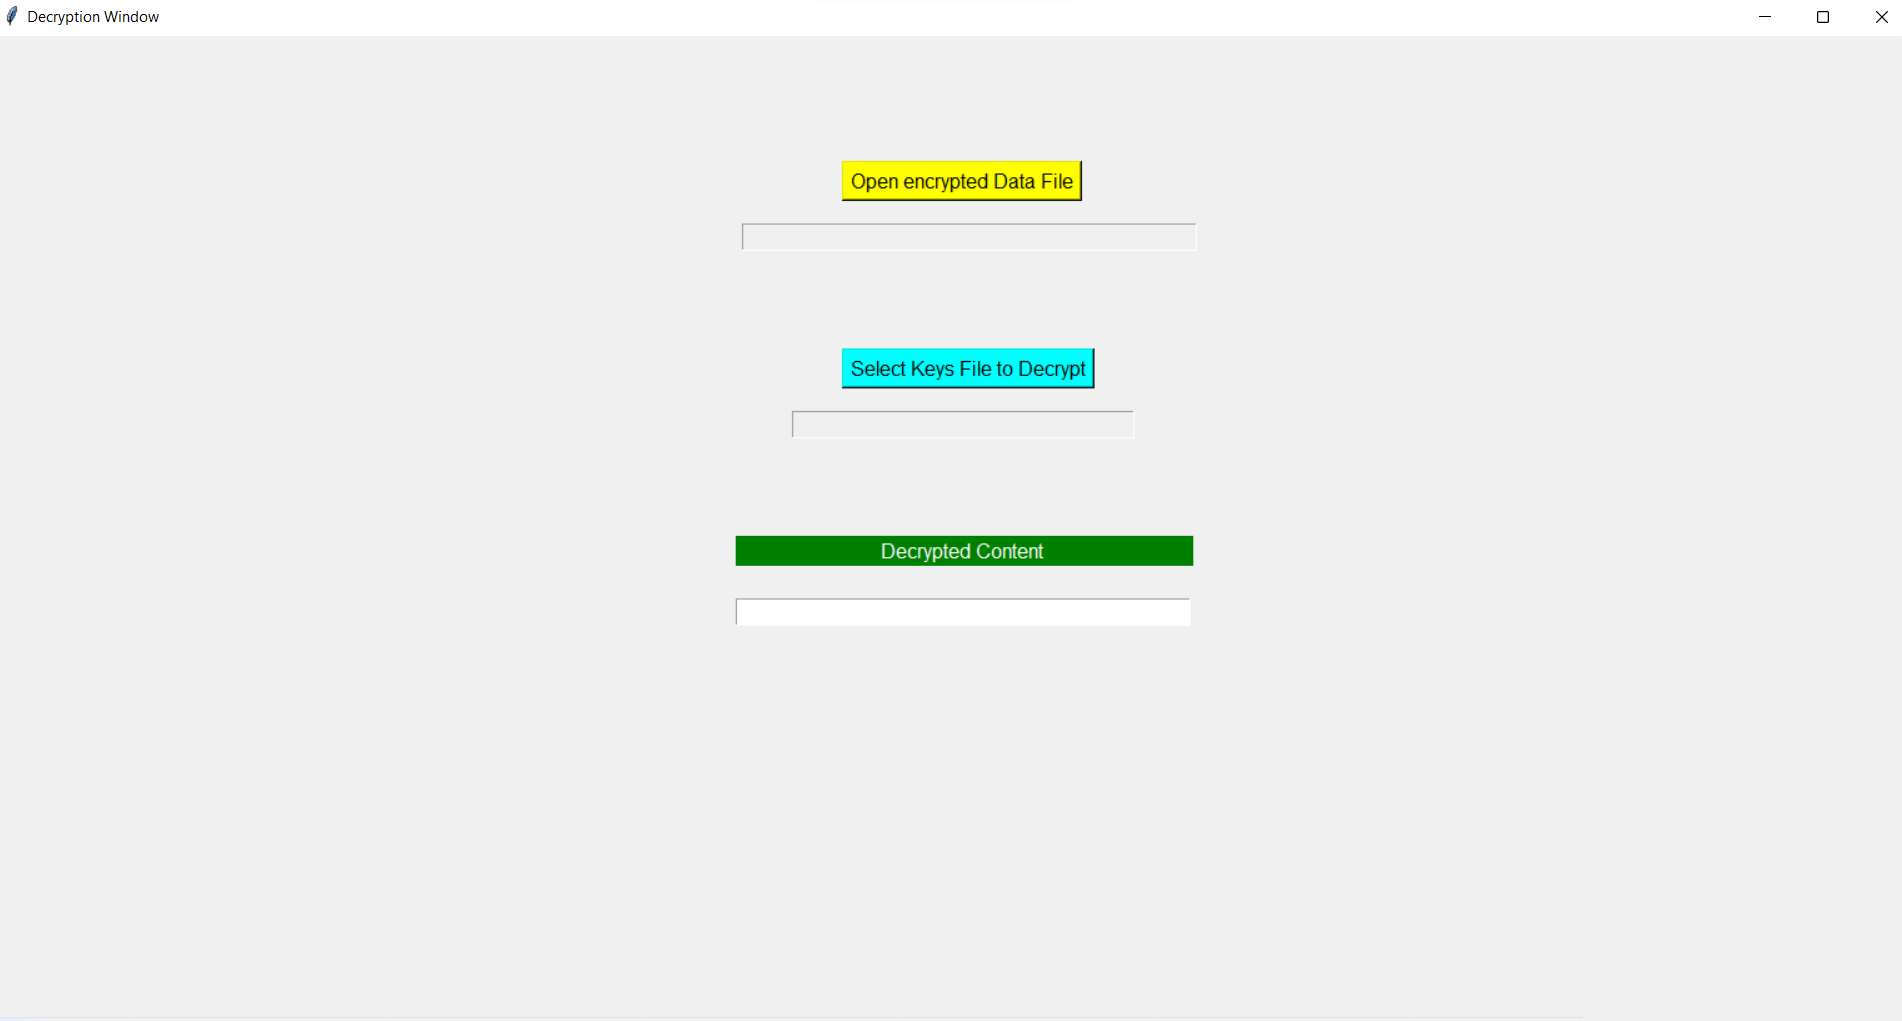 Decryption Window
Open encrypted Data File
Select Keys File to Decrypt
Decrypted Content